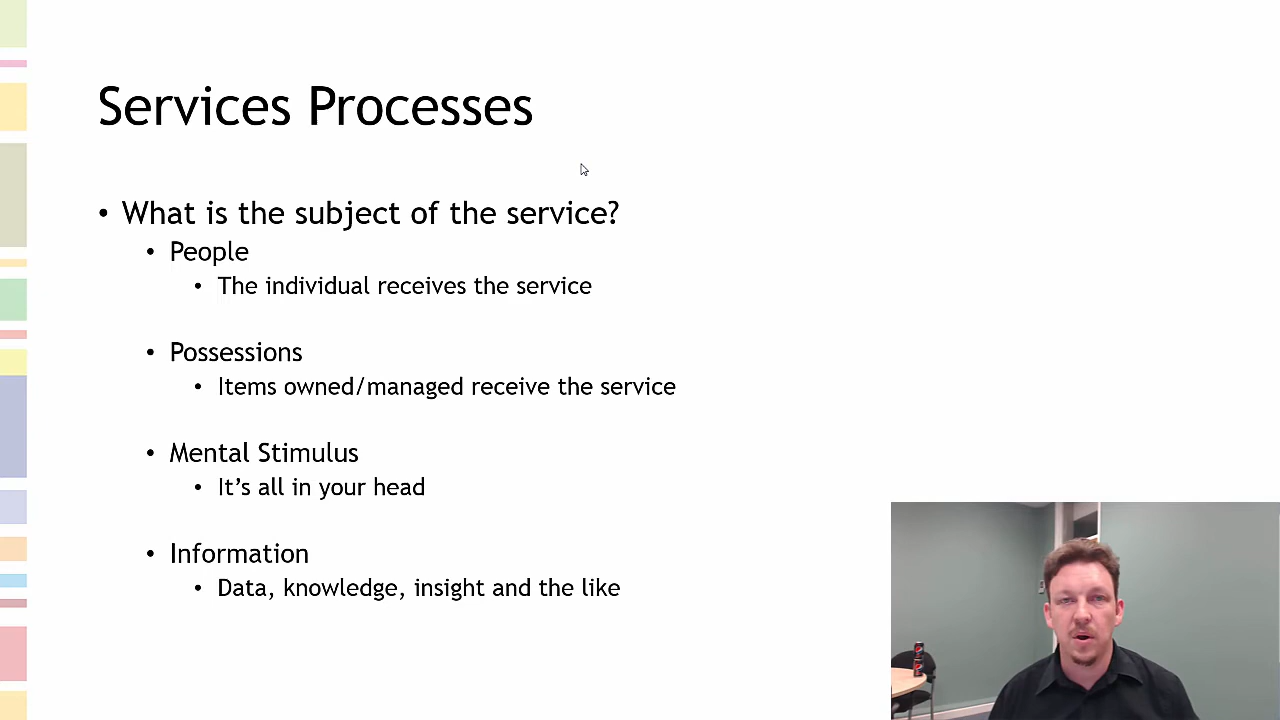 Services Processes
• What is the subject of the service?
• People
• The individual receives the service
• Possessions
• Items owned/managed receive the service
• Mental Stimulus
• It's all in your head
• Information
• Data, knowledge, insight and the like